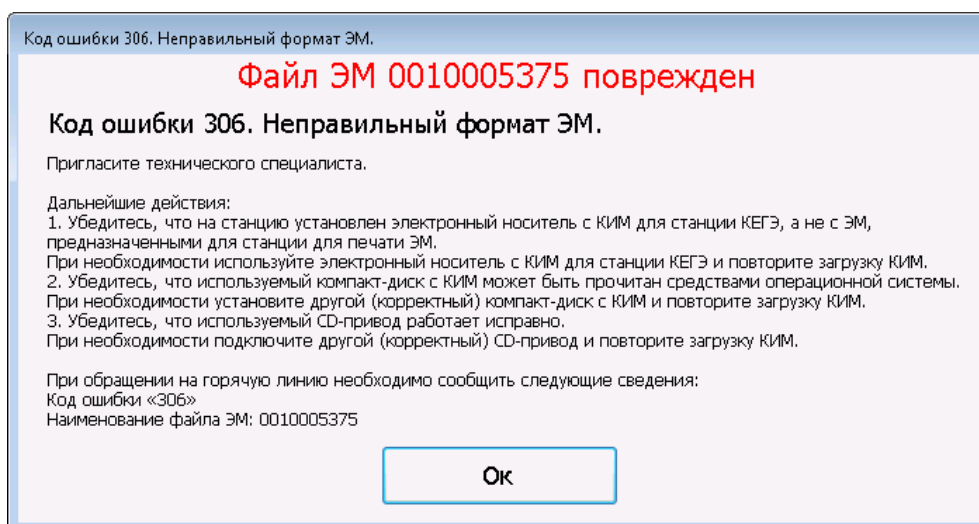 Код ошибки 306. Неправильный формат ЭМ.
Файл ЭМ 0010005375 поврежден
Код ошибки 306. Неправильный формат ЭМ.
Пригласите технического специалиста.
Дальнейшие действия:
1. Убедитесь, что на станцию установлен электронный носитель с КИМ для станции КЕГЭ, а не с ЭМ,
предназначенными для станции для печати ЭМ.
При необходимости используйте электронный носитель с КИМ для станции КЕГЭ и повторите загрузку КИМ.
2. Убедитесь, что используемый компакт-диск с КИМ может быть прочитан средствами операционной системы.
При необходимости установите другой (корректный) компакт-диск с КИМ и повторите загрузку КИМ.
3. Убедитесь, что используемый CD-привод работает исправно.
При необходимости подключите другой (корректный) CD-привод и повторите загрузку КИМ.
При обращении на горячую линию необходимо сообщить следующие сведения:
Код ошибки «306»
Наименование файла ЭМ: 0010005375
Ок